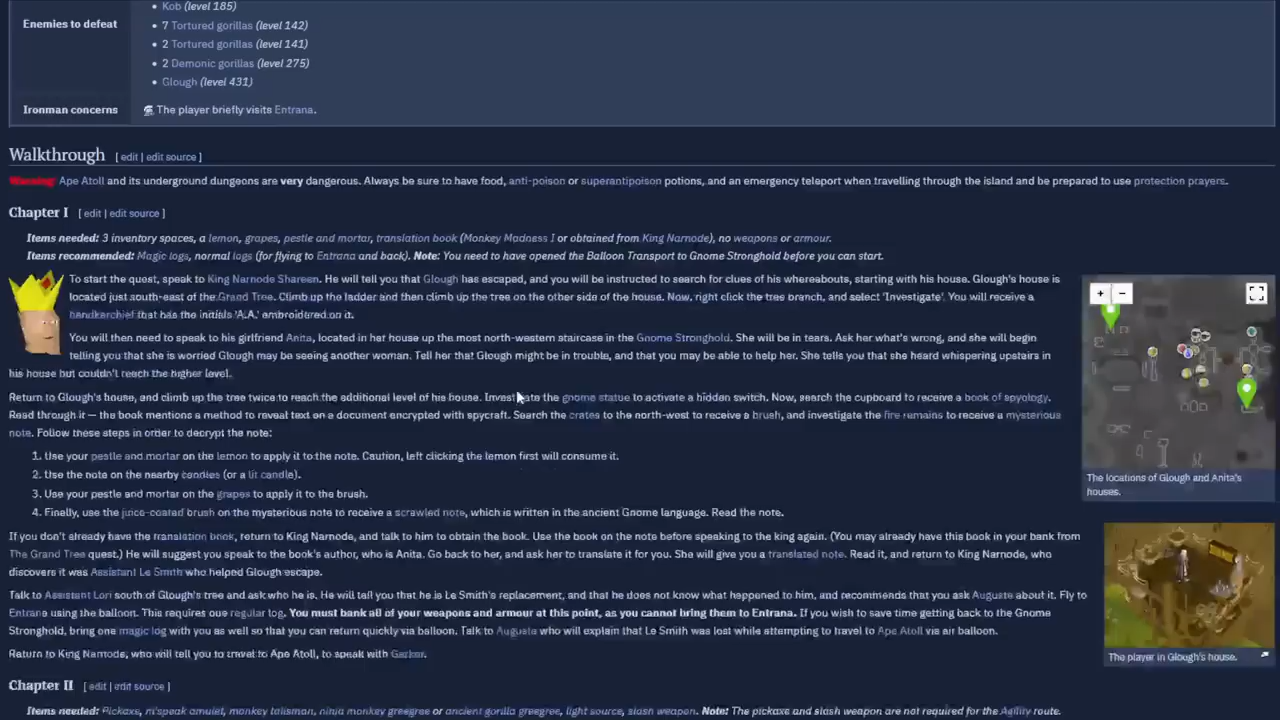 Kob (level 185)
Enemies to defeat
7 Tortured gorillas (level 142)
2 Tortured gorillas (level 141)
2 Demonic gorillas (level 275)
Glough (level 431)
Ironman concerns
The player briefly visits Entrana.
Walkthrough [ edit | edit source ]
Warning: Ape Atoll and its underground dungeons are very dangerous. Always be sure to have food, anti-poison or superantipoison potions, and an emergency teleport when travelling through the island and be prepared to use protection prayers.
Chapter I [ edit | edit source ]
Items needed: 3 inventory spaces, a lemon, grapes, pestle and mortar, translation book (Monkey Madness I or obtained from King Narnode), no weapons or armour.
Items recommended: Magic logs, normal logs (for flying to Entrana and back). Note: You need to have opened the Balloon Transport to Gnome Stronghold before you can start.
To start the quest, speak to King Narnode Shareen. He will tell you that Glough has escaped, and you will be instructed to search for clues of his whereabouts, starting with his house. Glough's house is
located just south-east of the Grand Tree. Climb up the ladder and then climb up the tree on the other side of the house. Now, right click the tree branch, and select 'Investigate'. You will receive a
handkerchief that has the initials 'A.A.' embroidered on it.
You will then need to speak to his girlfriend Anita, located in her house up the most north-western staircase in the Gnome Stronghold. She will be in tears. Ask her what's wrong, and she will begin
telling you that she is worried Glough may be seeing another woman. Tell her that Glough might be in trouble, and that you may be able to help her. She tells you that she heard whispering upstairs in
his house but couldn't reach the higher level.
Return to Glough's house, and climb up the tree twice to reach the additional level of his house. Investigate the gnome statue to activate a hidden switch. Now, search the cupboard to receive a book of spyology.
Read through it — the book mentions a method to reveal text on a document encrypted with spycraft. Search the crates to the north-west to receive a brush, and investigate the fire remains to receive a mysterious
note. Follow these steps in order to decrypt the note:
1. Use your pestle and mortar on the lemon to apply it to the note. Caution, left clicking the lemon first will consume it.
2. Use the note on the nearby candles (or a lit candle).
3. Use your pestle and mortar on the grapes to apply it to the brush.
4. Finally, use the juice-coated brush on the mysterious note to receive a scrawled note, which is written in the ancient Gnome language. Read the note.
If you don't already have the translation book, return to King Narnode, and talk to him to obtain the book. Use the book on the note before speaking to the king again. (You may already have this book in your bank from
The Grand Tree quest.) He will suggest you speak to the book's author, who is Anita. Go back to her, and ask her to translate it for you. She will give you a translated note. Read it, and return to King Narnode, who
discovers it was Assistant Le Smith who helped Glough escape.
Talk to Assistant Lori south of Glough's tree and ask who he is. He will tell you that he is Le Smith's replacement, and that he does not know what happened to him, and recommends that you ask Auguste about it. Fly to
Entrana using the balloon. This requires one regular log. You must bank all of your weapons and armour at this point, as you cannot bring them to Entrana. If you wish to save time getting back to the Gnome
Stronghold, bring one magic log with you as well so that you can return quickly via balloon. Talk to Auguste who will explain that Le Smith was lost while attempting to travel to Ape Atoll via air balloon.
Return to King Narnode, who will tell you to travel to Ape Atoll, to speak with Garkor.
+ −
The locations of Glough and Anita's
houses.
The player in Glough's house.
Chapter II [ edit | edit source ]
Items needed: Pickaxe, m'speak amulet, monkey talisman, ninja monkey greegree or ancient gorilla greegree, light source, slash weapon. Note: The pickaxe and slash weapon are not required for the Agility route.